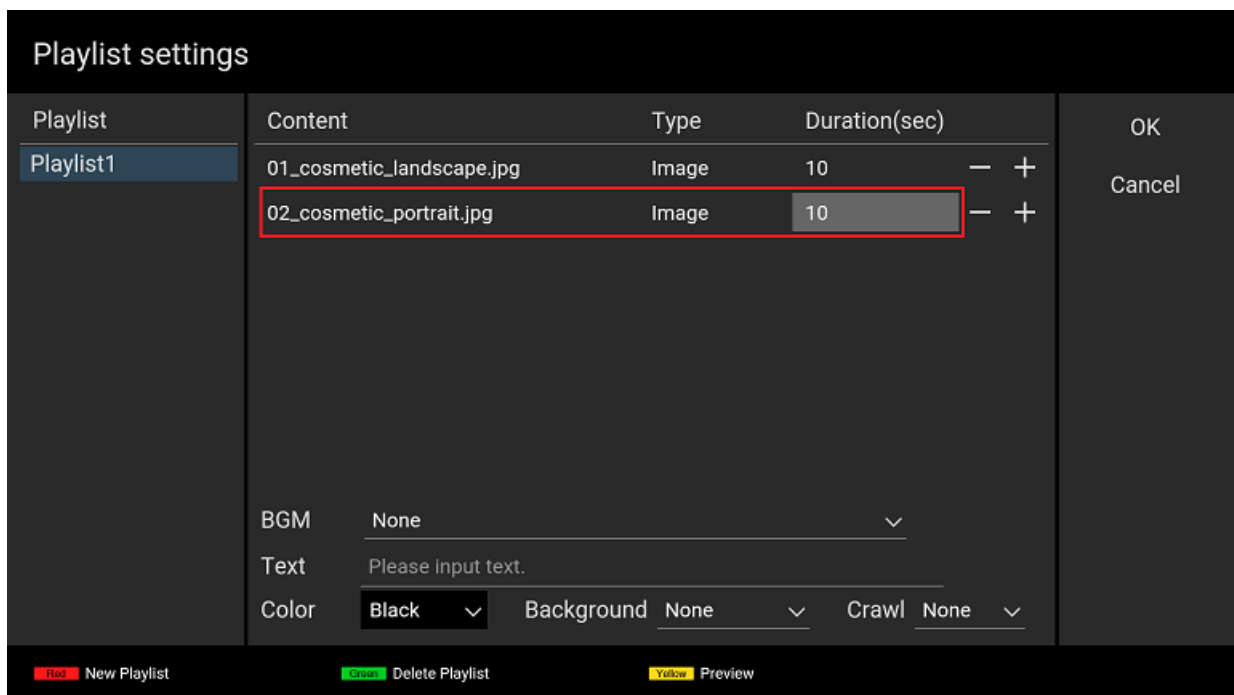 Playlist settings
Playlist Content Type Duration(sec) OK
Playlist1 01_cosmetic_landscape.jpg Image 10 − +
Cancel
02_cosmetic_portrait.jpg Image 10 − +
BGM None
Text Please input text.
Color Black Background None Crawl None
Red New Playlist Green Delete Playlist Yellow Preview